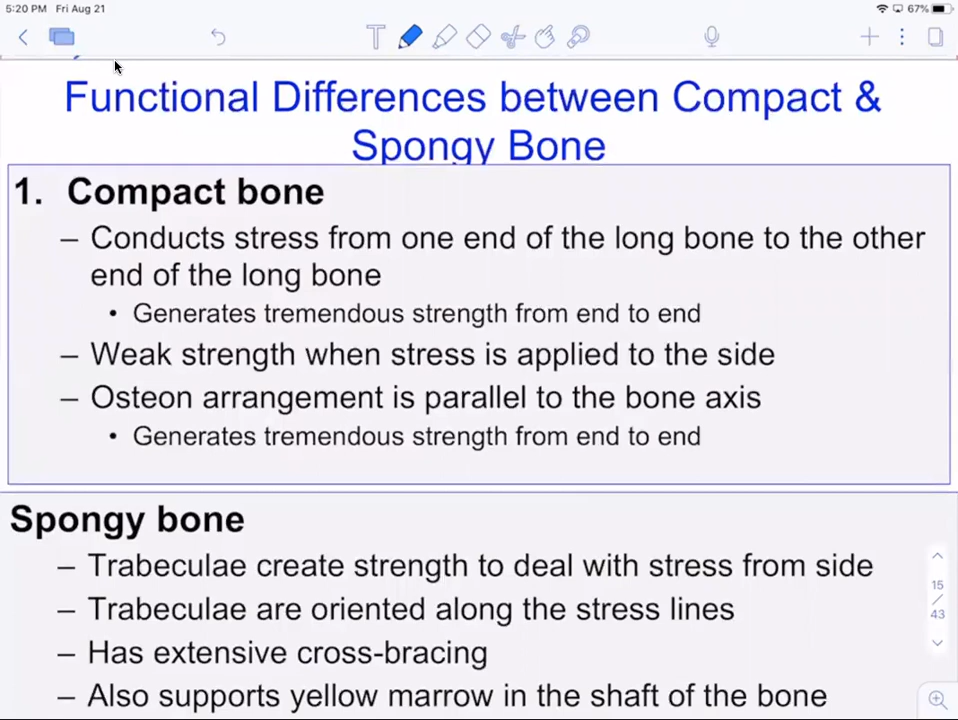 5:20 PM Fri Aug 21
67%
Functional Differences between Compact &
Spongy Bone
1. Compact bone
– Conducts stress from one end of the long bone to the other
end of the long bone
• Generates tremendous strength from end to end
– Weak strength when stress is applied to the side
– Osteon arrangement is parallel to the bone axis
• Generates tremendous strength from end to end
Spongy bone
– Trabeculae create strength to deal with stress from side
– Trabeculae are oriented along the stress lines
– Has extensive cross-bracing
– Also supports yellow marrow in the shaft of the bone
15
/
43